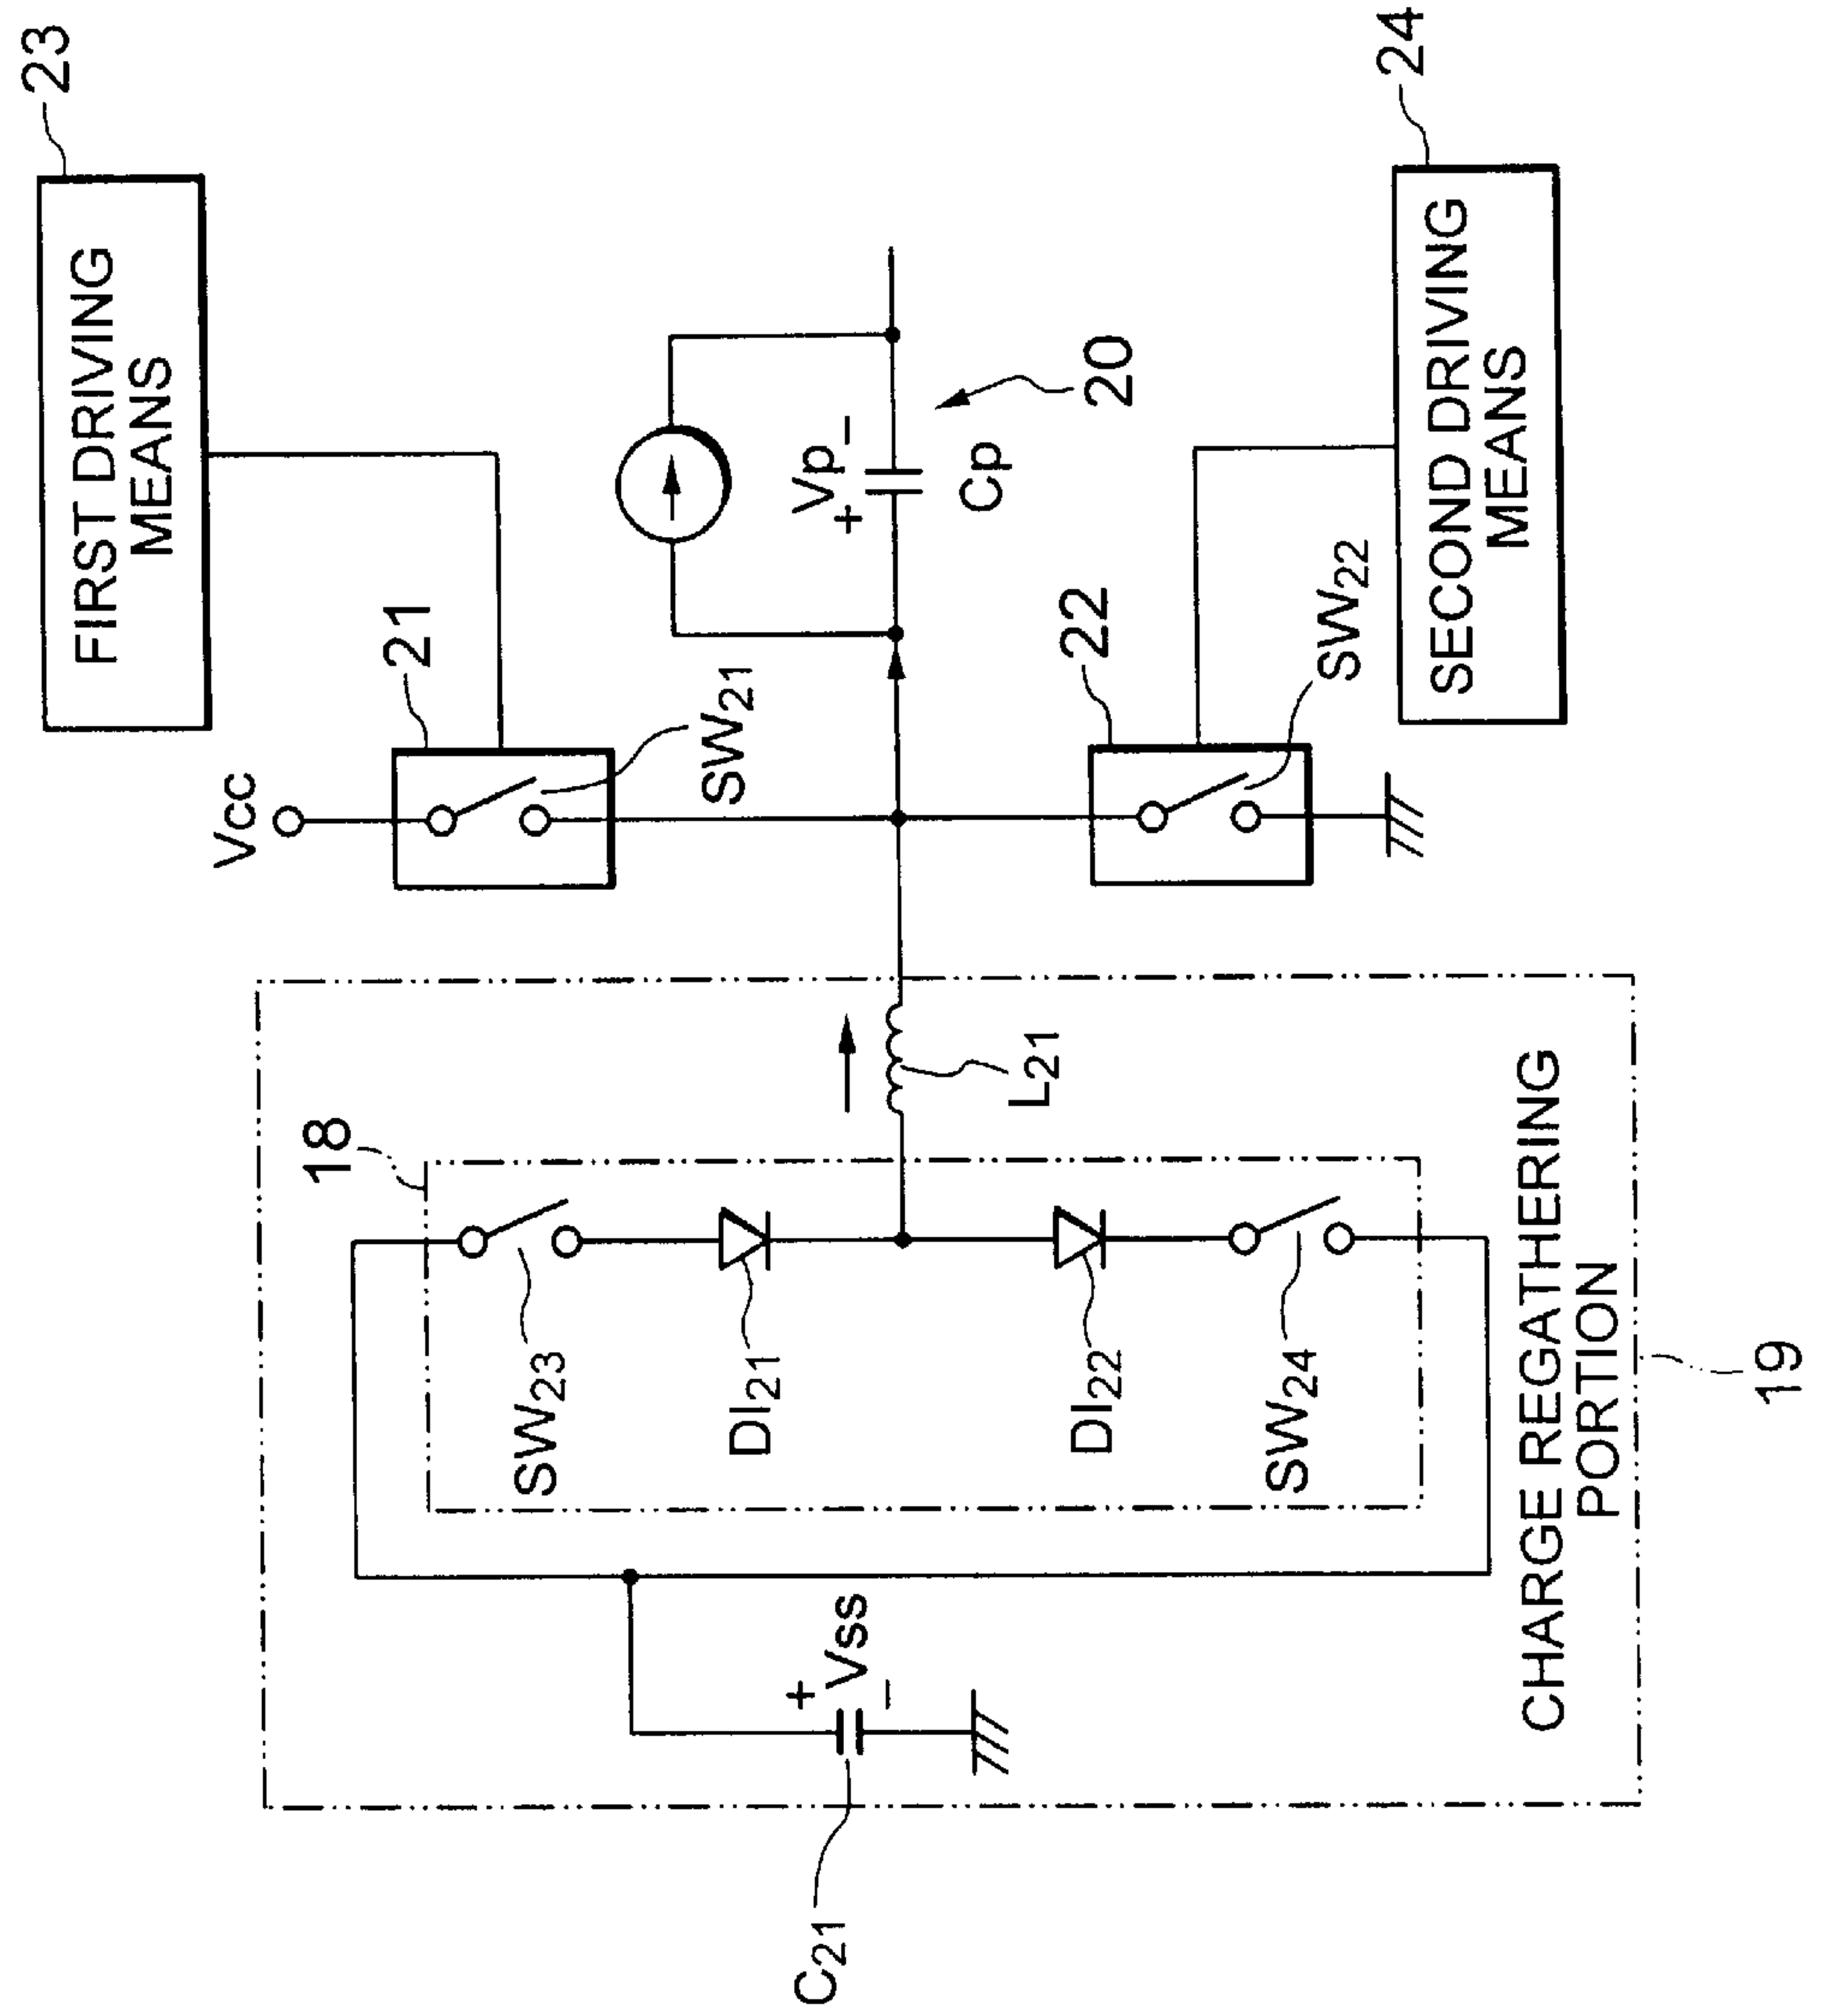 23
FIRST DRIVING
MEANS
24
SECOND DRIVING
MEANS
21
Vcc
SW21
Vp
+ −
Cp
20
22
SW22
18
SW23
DI21
DI22
SW24
L21
+
Vss
−
C21
CHARGE REGATHERING
PORTION
19